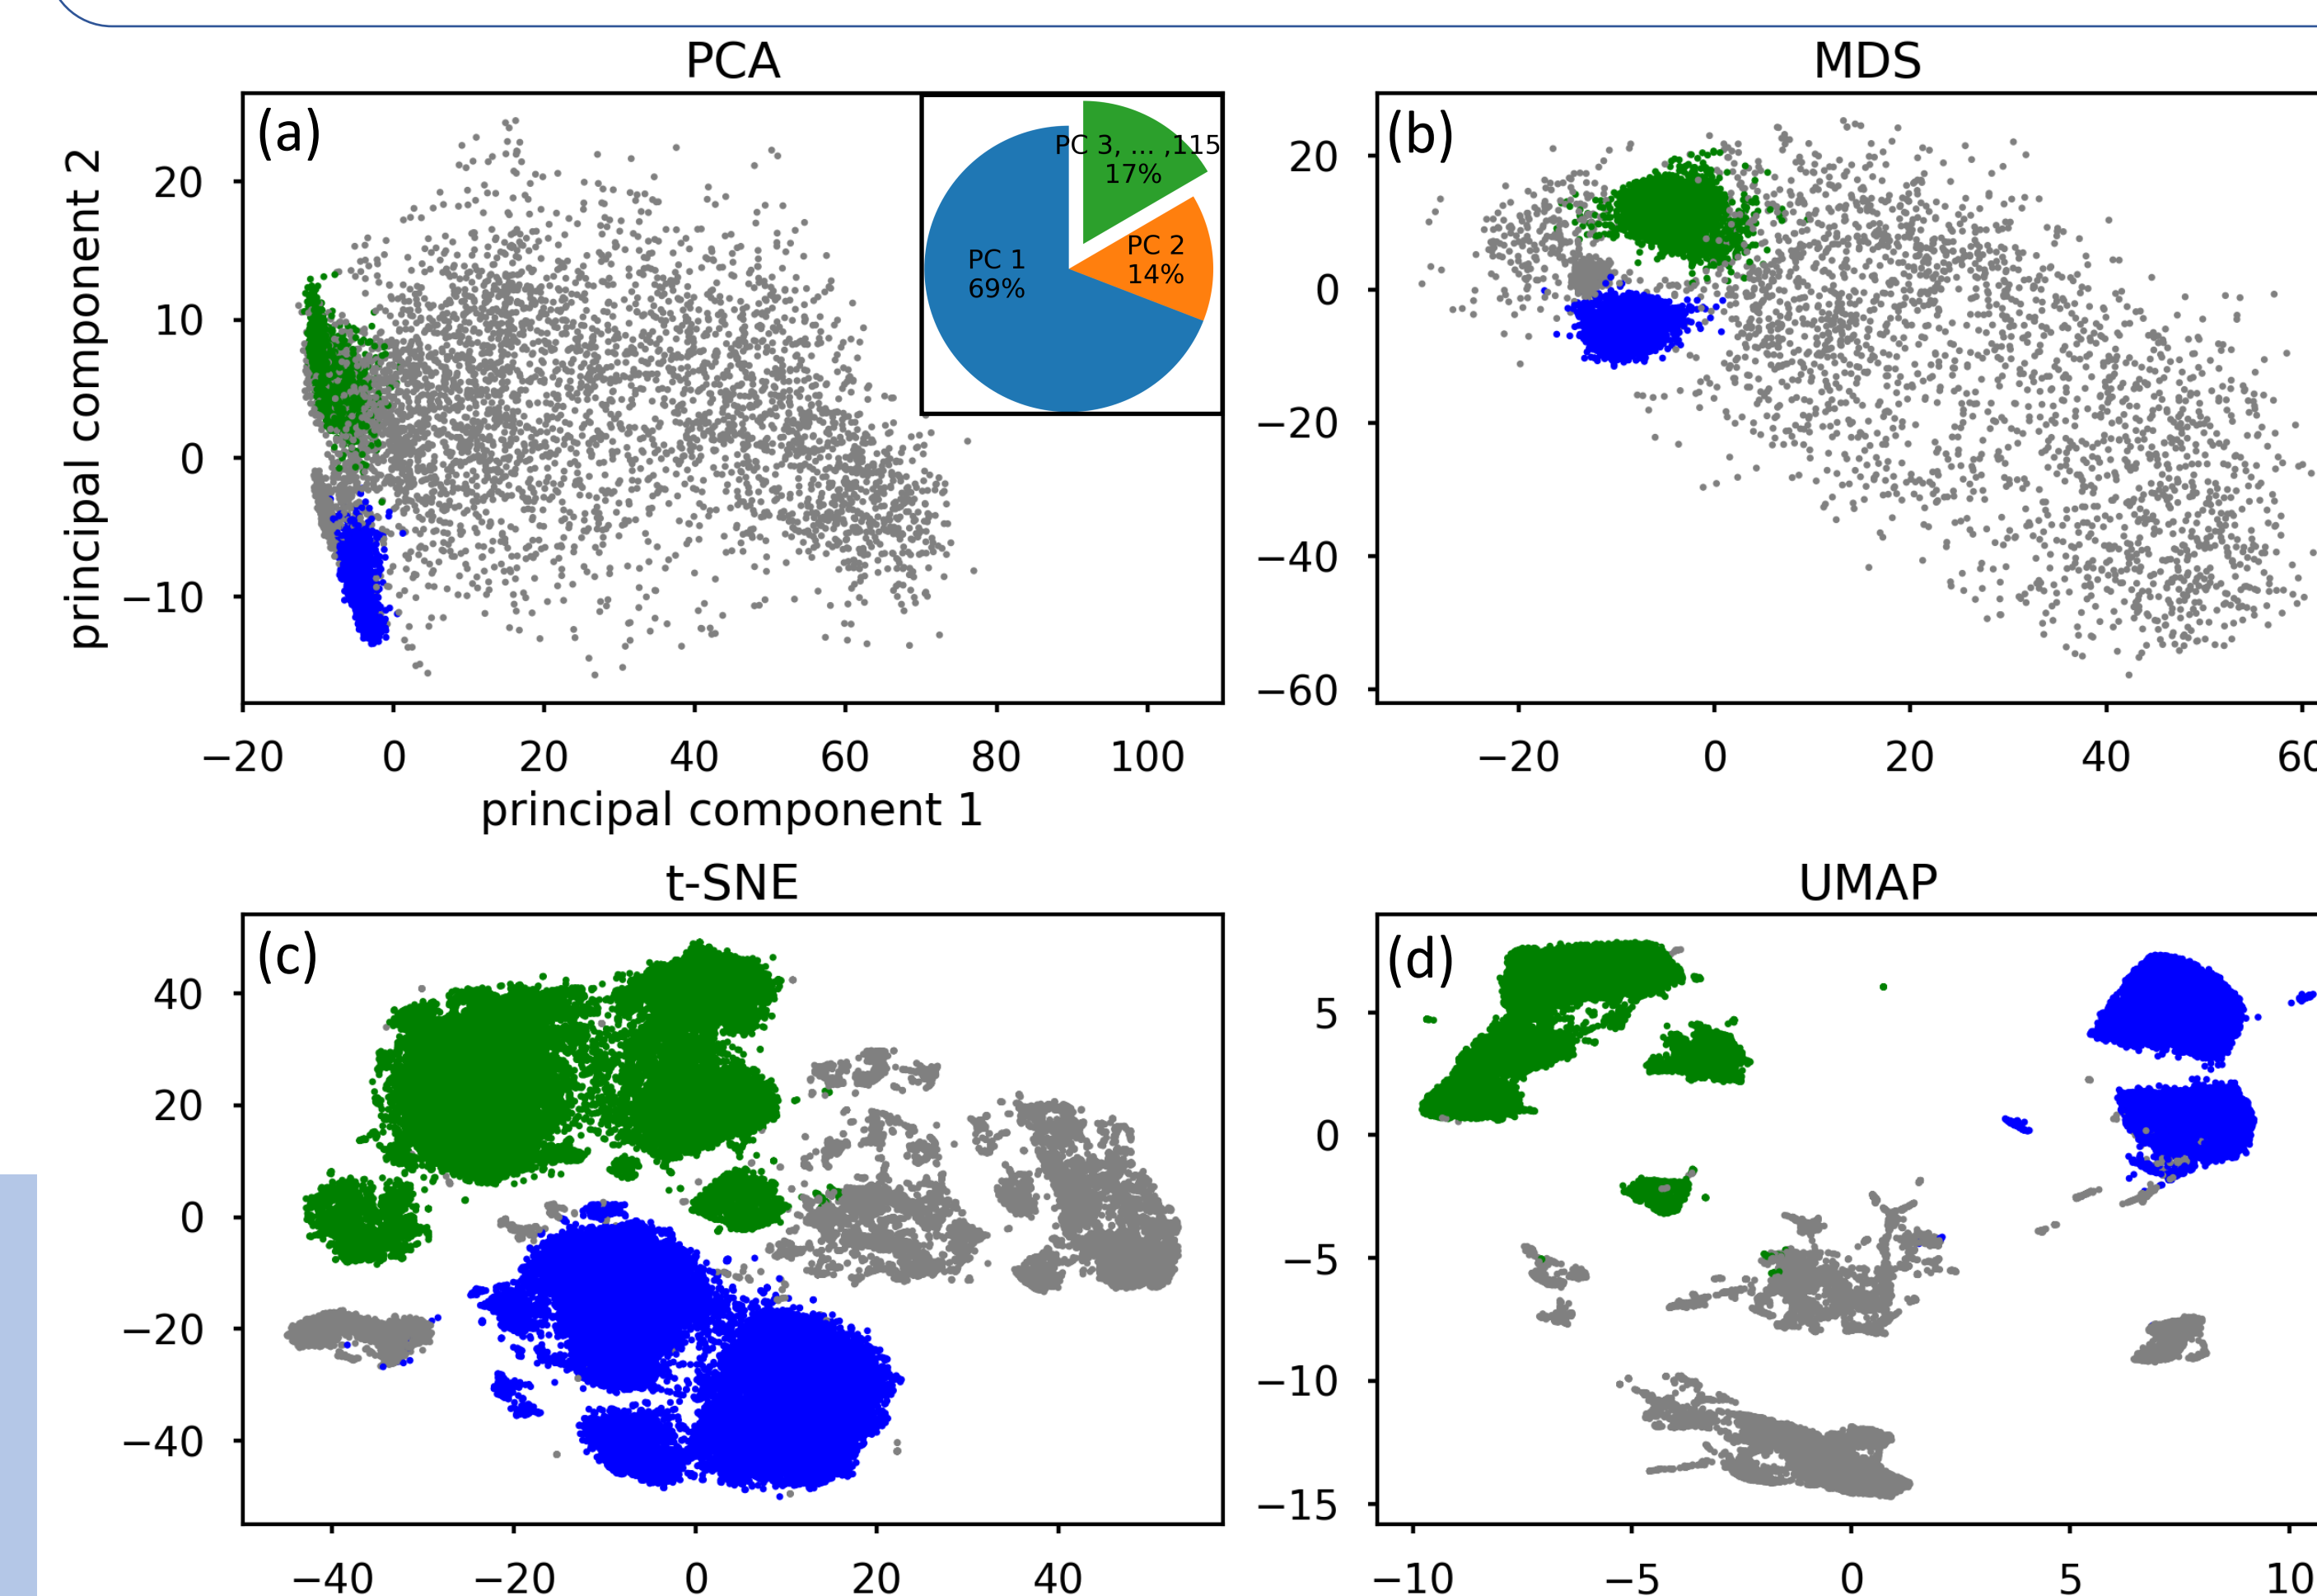 PCA
(a)
PC 3, ... ,115
17%
PC 1
69%
PC 2
14%
principal component 2
20
10
0
−10
−20 0 20 40 60 80 100
principal component 1
MDS
(b)
20
0
−20
−40
−60
−20 0 20 40 60
t-SNE
(c)
40
20
0
−20
−40
−40 −20 0 20 40
UMAP
(d)
5
0
−5
−10
−15
−10 −5 0 5 10